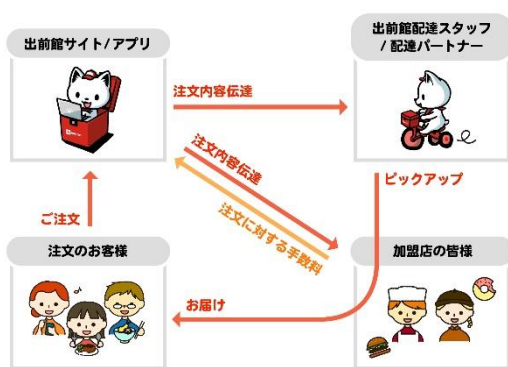 出前館サイト/アプリ
出前館配達スタッフ
/配達パートナー
注文内容伝達
注文内容伝達
注文に対する手数料
ピックアップ
ご注文
注文のお客様
加盟店の皆様
お届け